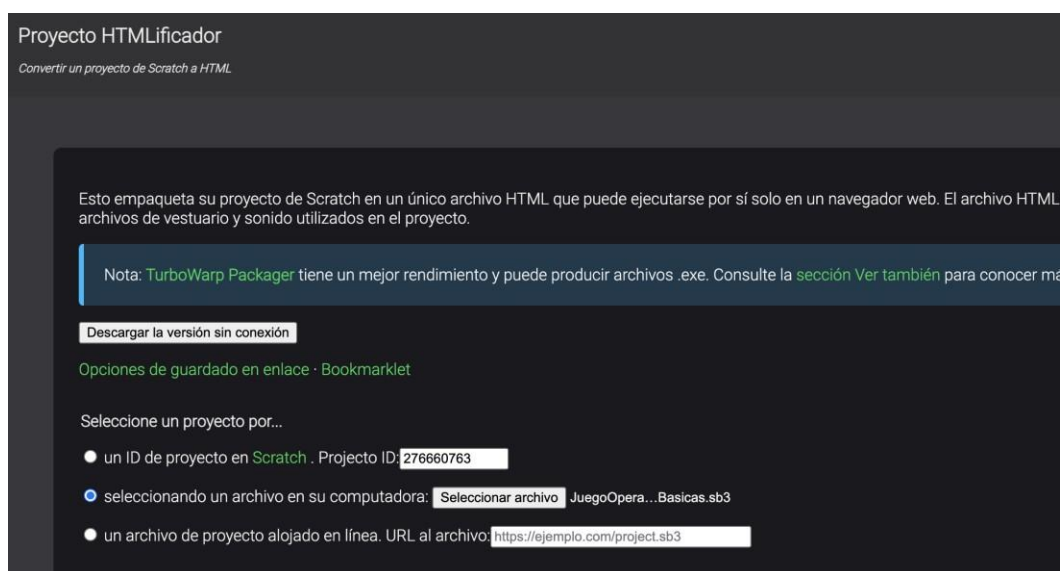 Proyecto HTMLificador
Convertir un proyecto de Scratch a HTML
Esto empaqueta su proyecto de Scratch en un único archivo HTML que puede ejecutarse por sí solo en un navegador web. El archivo HTML
archivos de vestuario y sonido utilizados en el proyecto.
Nota: TurboWarp Packager tiene un mejor rendimiento y puede producir archivos .exe. Consulte la sección Ver también para conocer má
Descargar la versión sin conexión
Opciones de guardado en enlace · Bookmarklet
Seleccione un proyecto por...
un ID de proyecto en Scratch . Projecto ID: 276660763
seleccionando un archivo en su computadora: Seleccionar archivo JuegoOpera...Basicas.sb3
un archivo de proyecto alojado en línea. URL al archivo: https://ejemplo.com/project.sb3